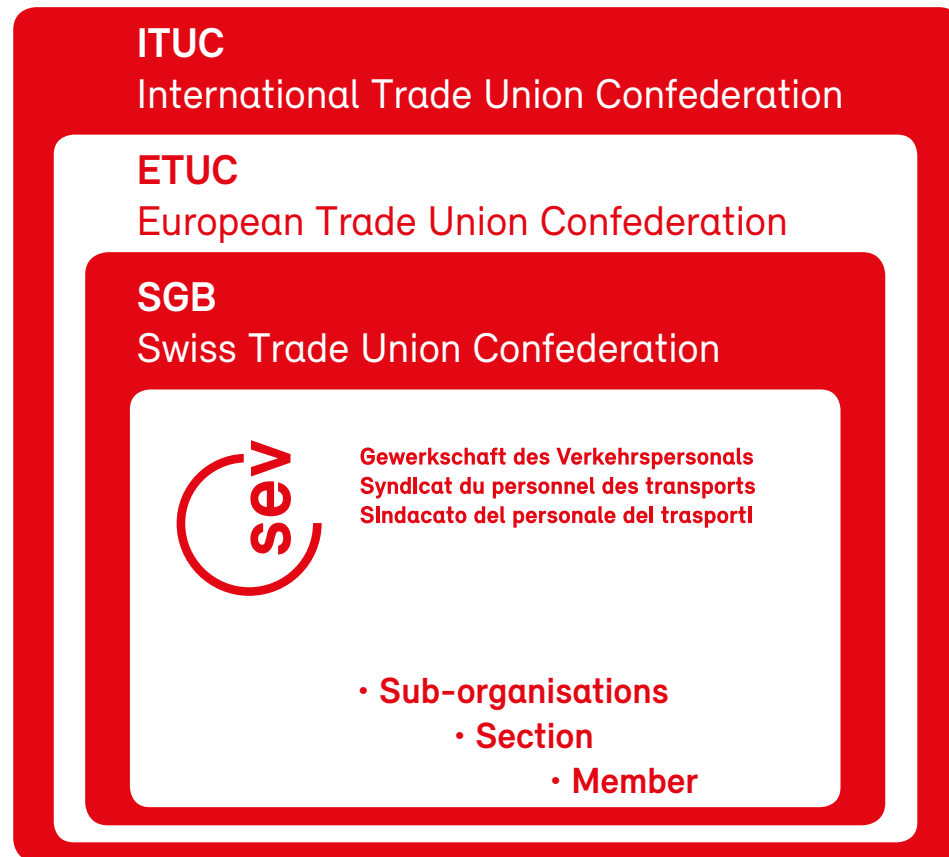 ITUC
International Trade Union Confederation
ETUC
European Trade Union Confederation
SGB
Swiss Trade Union Confederation
sev
Gewerkschaft des Verkehrspersonals
Syndicat du personnel des transports
Sindacato del personale dei trasporti
· Sub-organisations
· Section
· Member